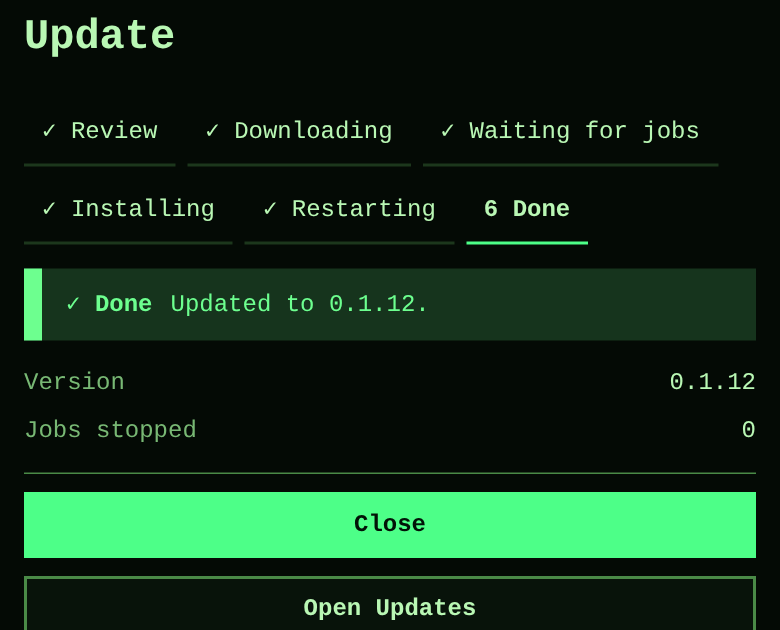 Update
✓ Review ✓ Downloading ✓ Waiting for jobs
✓ Installing ✓ Restarting 6 Done
✓ Done Updated to 0.1.12.
Version 0.1.12
Jobs stopped 0
Close
Open Updates